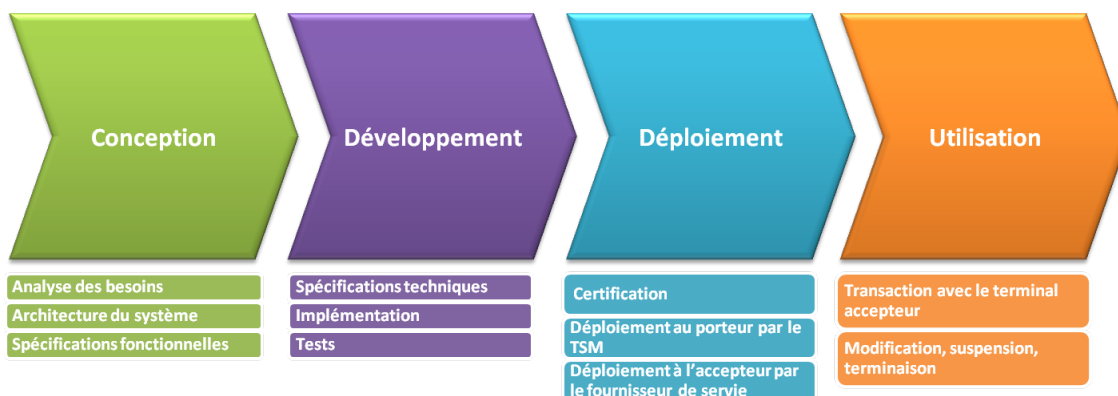 Conception
Développement
Déploiement
Utilisation
Analyse des besoins
Architecture du système
Spécifications fonctionnelles
Spécifications techniques
Implémentation
Tests
Certification
Déploiement au porteur par le
TSM
Déploiement à l'accepteur par
le fournisseur de servie
Transaction avec le terminal
accepteur
Modification, suspension,
terminaison